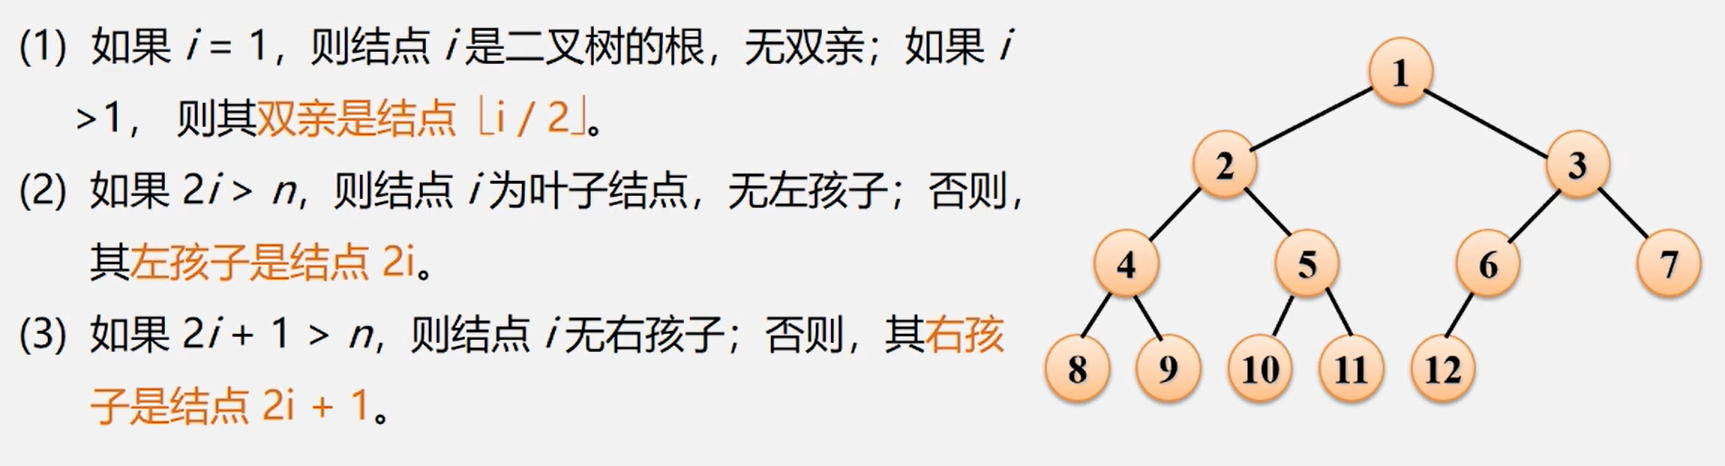 (1) 如果 i = 1，则结点 i 是二叉树的根，无双亲；如果 i
>1， 则其双亲是结点 ⌊i / 2⌋。
(2) 如果 2i > n，则结点 i 为叶子结点，无左孩子；否则，
其左孩子是结点 2i。
(3) 如果 2i + 1 > n，则结点 i 无右孩子；否则，其右孩
子是结点 2i + 1。
1
2 3
4 5 6 7
8 9 10 11 12